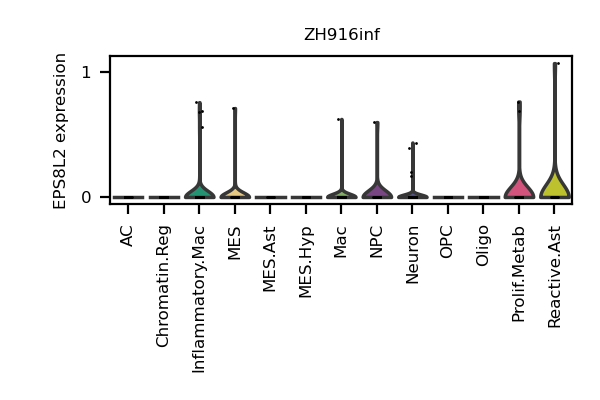 ZH916inf
EPS8L2 expression
1
0
AC
Chromatin.Reg
Inflammatory.Mac
MES
MES.Ast
MES.Hyp
Mac
NPC
Neuron
OPC
Oligo
Prolif.Metab
Reactive.Ast